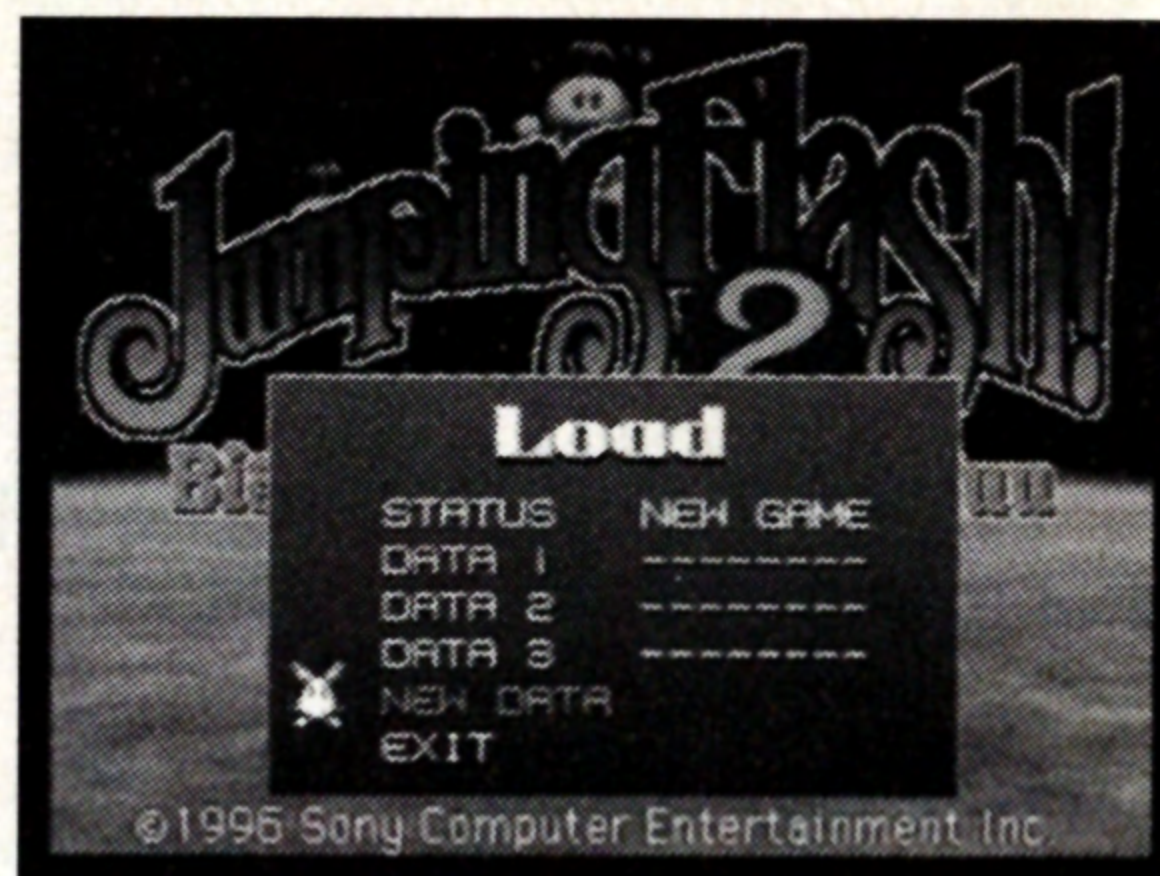 Jumping Flash!
2
Load
STATUS NEW GAME
DATA 1 --------
DATA 2 --------
DATA 3 --------
NEW DATA
EXIT
©1996 Sony Computer Entertainment Inc.